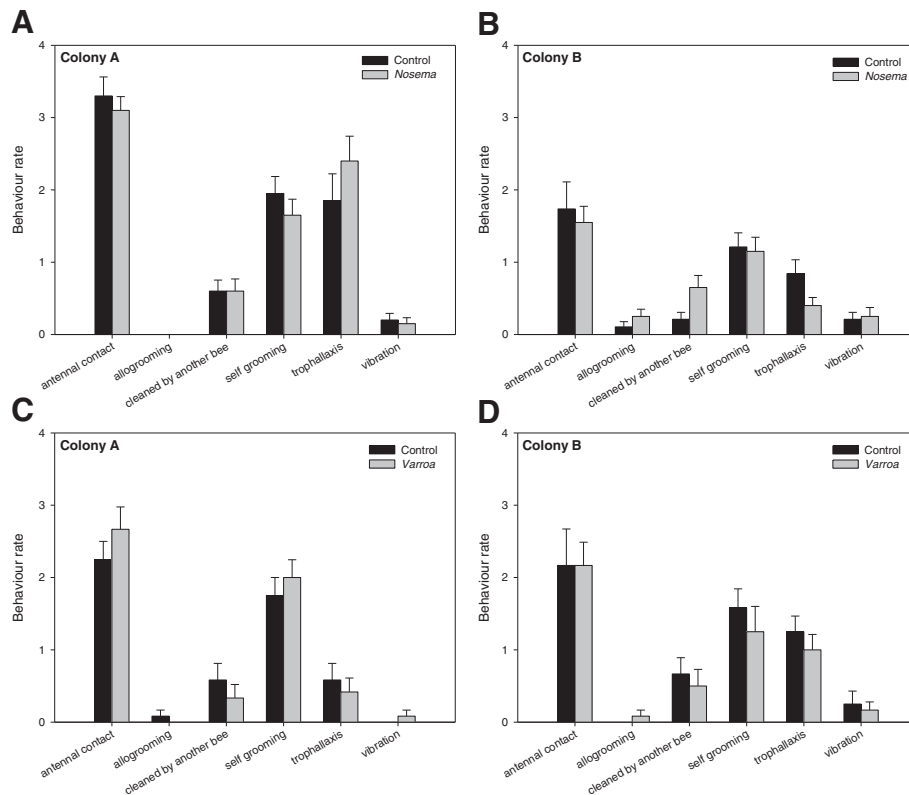 A
Colony A
Control
Nosema
4
3
2
1
0
Behaviour rate
antennal contact
allogrooming
cleaned by another bee
self grooming
trophallaxis
vibration
B
Colony B
Control
Nosema
4
3
2
1
0
Behaviour rate
antennal contact
allogrooming
cleaned by another bee
self grooming
trophallaxis
vibration
C
Colony A
Control
Varroa
4
3
2
1
0
Behaviour rate
antennal contact
allogrooming
cleaned by another bee
self grooming
trophallaxis
vibration
D
Colony B
Control
Varroa
4
3
2
1
0
Behaviour rate
antennal contact
allogrooming
cleaned by another bee
self grooming
trophallaxis
vibration